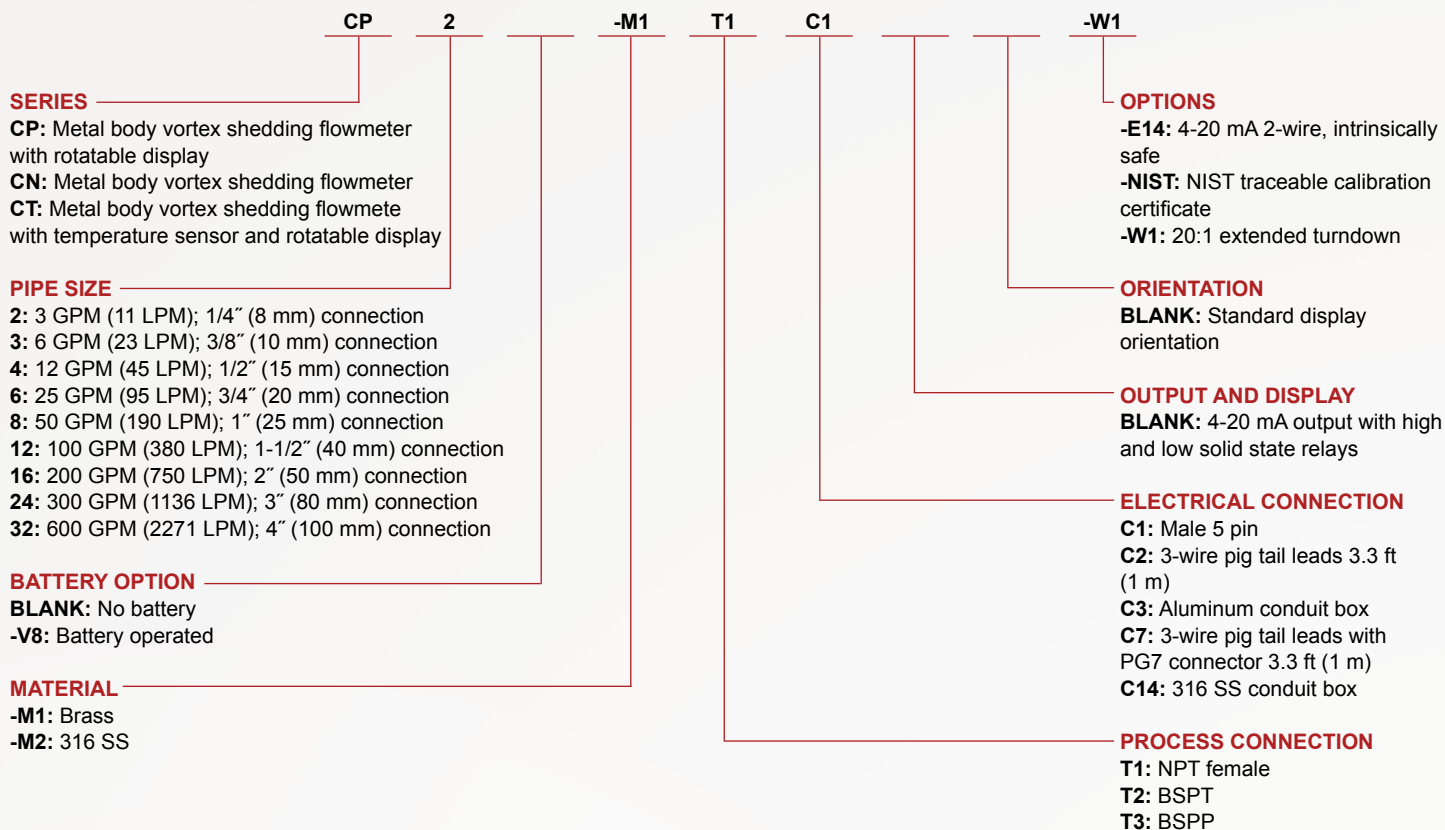 CP 2 -M1 T1 C1 -W1
SERIES
CP: Metal body vortex shedding flowmeter
with rotatable display
CN: Metal body vortex shedding flowmeter
CT: Metal body vortex shedding flowmete
with temperature sensor and rotatable display
PIPE SIZE
2: 3 GPM (11 LPM); 1/4˝ (8 mm) connection
3: 6 GPM (23 LPM); 3/8˝ (10 mm) connection
4: 12 GPM (45 LPM); 1/2˝ (15 mm) connection
6: 25 GPM (95 LPM); 3/4˝ (20 mm) connection
8: 50 GPM (190 LPM); 1˝ (25 mm) connection
12: 100 GPM (380 LPM); 1-1/2˝ (40 mm) connection
16: 200 GPM (750 LPM); 2˝ (50 mm) connection
24: 300 GPM (1136 LPM); 3˝ (80 mm) connection
32: 600 GPM (2271 LPM); 4˝ (100 mm) connection
BATTERY OPTION
BLANK: No battery
-V8: Battery operated
MATERIAL
-M1: Brass
-M2: 316 SS
OPTIONS
-E14: 4-20 mA 2-wire, intrinsically
safe
-NIST: NIST traceable calibration
certificate
-W1: 20:1 extended turndown
ORIENTATION
BLANK: Standard display
orientation
OUTPUT AND DISPLAY
BLANK: 4-20 mA output with high
and low solid state relays
ELECTRICAL CONNECTION
C1: Male 5 pin
C2: 3-wire pig tail leads 3.3 ft
(1 m)
C3: Aluminum conduit box
C7: 3-wire pig tail leads with
PG7 connector 3.3 ft (1 m)
C14: 316 SS conduit box
PROCESS CONNECTION
T1: NPT female
T2: BSPT
T3: BSPP